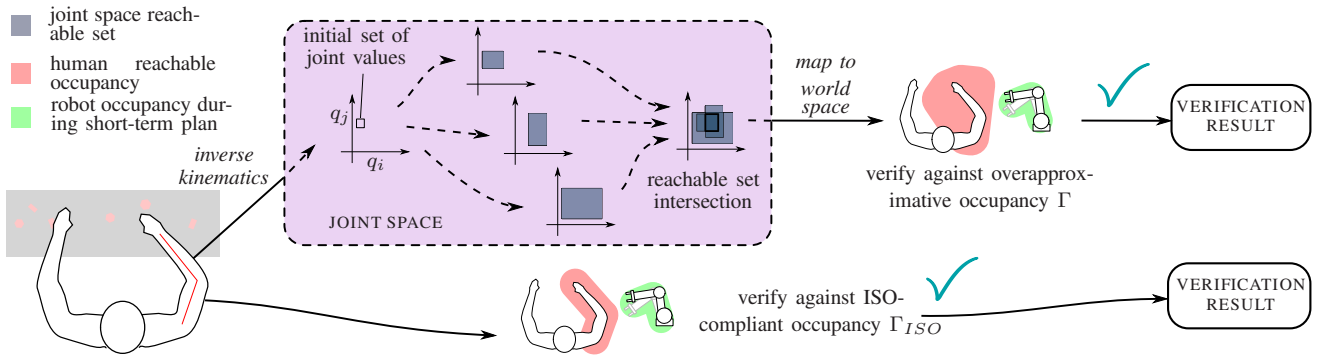 joint space reach-
able set
human reachable
occupancy
robot occupancy dur-
ing short-term plan
inverse
kinematics
initial set of
joint values
q_j
q_i
JOINT SPACE
reachable set
intersection
map to
world
space
verify against overapprox-
imative occupancy Γ
VERIFICATION
RESULT
verify against ISO-
compliant occupancy Γ_{ISO}
VERIFICATION
RESULT